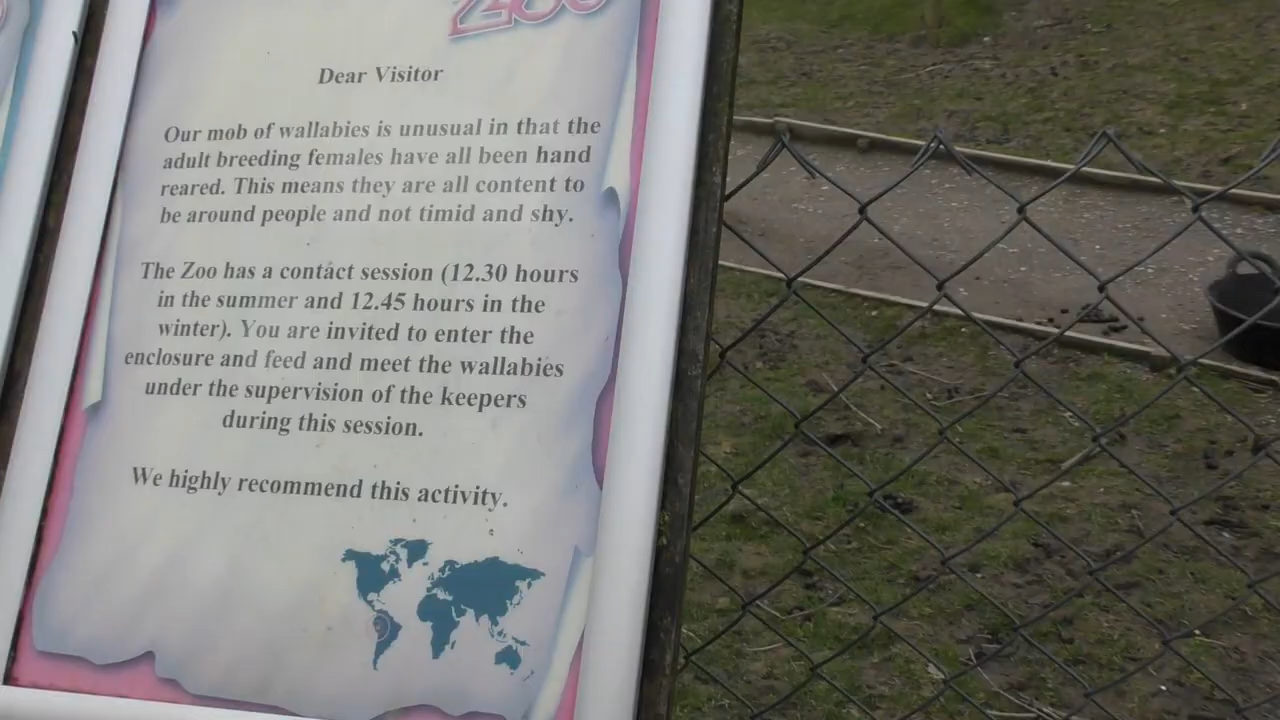 Zoo
Dear Visitor
Our mob of wallabies is unusual in that the
adult breeding females have all been hand
reared. This means they are all content to
be around people and not timid and shy.
The Zoo has a contact session (12.30 hours
in the summer and 12.45 hours in the
winter). You are invited to enter the
enclosure and feed and meet the wallabies
under the supervision of the keepers
during this session.
We highly recommend this activity.